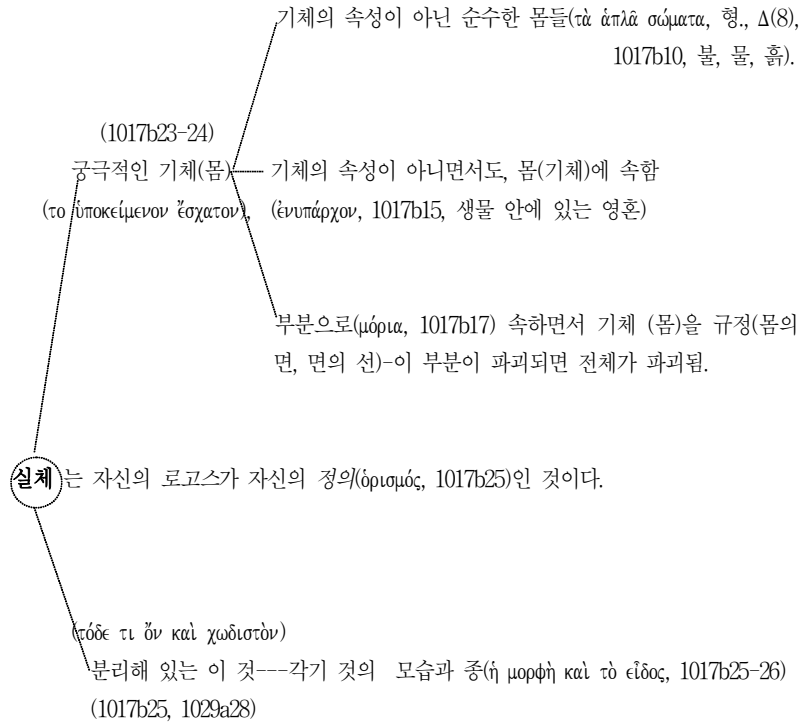 기체의 속성이 아닌 순수한 몸들(τὰ ἁπλᾶ σώματα, 형., Δ(8),
1017b10, 불, 물, 흙).
(1017b23-24)
궁극적인 기체(몸)
기체의 속성이 아니면서도, 몸(기체)에 속함
(το ὑποκείμενον ἔσχατον),
(ἐνυπάρχον, 1017b15, 생물 안에 있는 영혼)
부분으로(μόρια, 1017b17) 속하면서 기체 (몸)을 규정(몸의
면, 면의 선)-이 부분이 파괴되면 전체가 파괴됨.
실체 는 자신의 로고스가 자신의 정의(ὁρισμός, 1017b25)인 것이다.
(τόδε τι ὄν καὶ χωδιστὸν)
분리해 있는 이 것---각기 것의 모습과 종(ἡ μορφὴ καὶ τὸ εἶδος, 1017b25-26)
(1017b25, 1029a28)